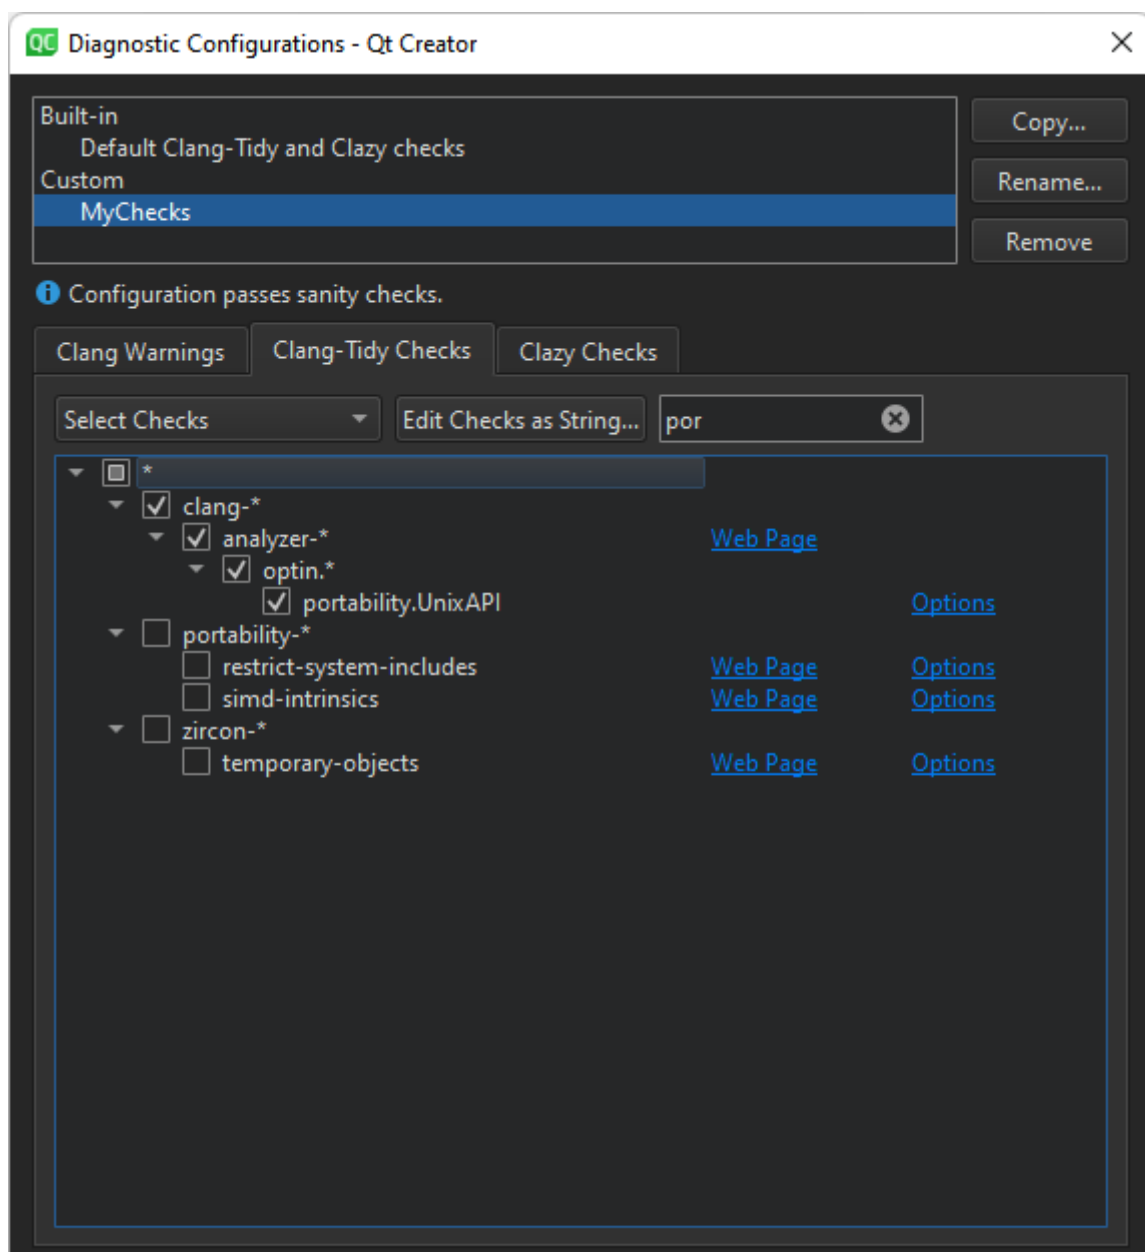 QC Diagnostic Configurations - Qt Creator
Built-in
Copy...
Default Clang-Tidy and Clazy checks
Custom
Rename...
MyChecks
Remove
Configuration passes sanity checks.
Clang Warnings Clang-Tidy Checks Clazy Checks
Select Checks Edit Checks as String... por
*
clang-*
analyzer-* Web Page
optin.*
portability.UnixAPI Options
portability-*
restrict-system-includes Web Page Options
simd-intrinsics Web Page Options
zircon-*
temporary-objects Web Page Options